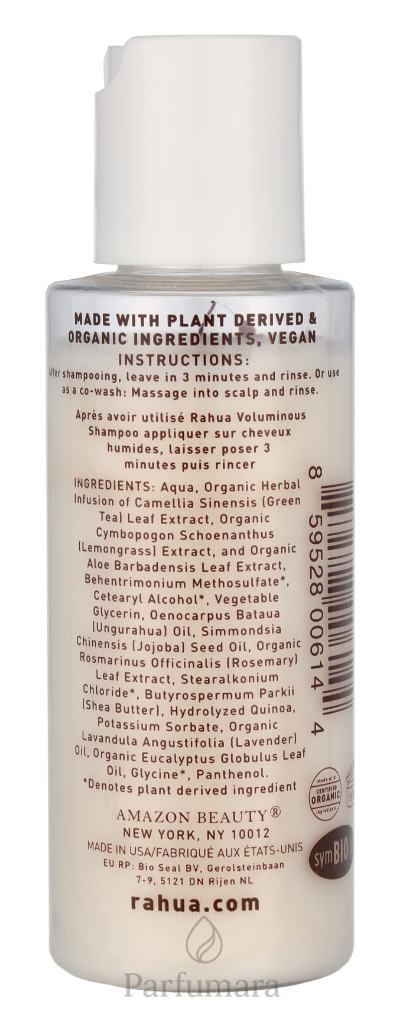 MADE WITH PLANT DERIVED &
ORGANIC INGREDIENTS, VEGAN
INSTRUCTIONS:
After shampooing, leave in 3 minutes and rinse. Or use
as a co-wash: Massage into scalp and rinse.
Après avoir utilisé Rahua Voluminous
Shampoo appliquer sur cheveux
humides, laisser poser 3
minutes puis rincer
INGREDIENTS: Aqua, Organic Herbal
Infusion of Camellia Sinensis (Green
Tea) Leaf Extract, Organic
Cymbopogon Schoenanthus
(Lemongrass) Extract, and Organic
Aloe Barbadensis Leaf Extract,
Behentrimonium Methosulfate*,
Cetearyl Alcohol*, Vegetable
Glycerin, Oenocarpus Bataua
(Ungurahua) Oil, Simmondsia
Chinensis (Jojoba) Seed Oil, Organic
Rosmarinus Officinalis (Rosemary)
Leaf Extract, Stearalkonium
Chloride*, Butyrospermum Parkii
(Shea Butter), Hydrolyzed Quinoa,
Potassium Sorbate, Organic
Lavandula Angustifolia (Lavender)
Oil, Organic Eucalyptus Globulus Leaf
Oil, Glycine*, Panthenol.
*Denotes plant derived ingredient
AMAZON BEAUTY®
NEW YORK, NY 10012
MADE IN USA/FABRIQUÉ AUX ÉTATS-UNIS
EU RP: Bio Seal BV, Gerolsteinbaan
7-9, 5121 DN Rijen NL
rahua.com
8 59528 00614 4
made with
CERTIFIED
ORGANIC
ingredients
symBIO
Parfumara